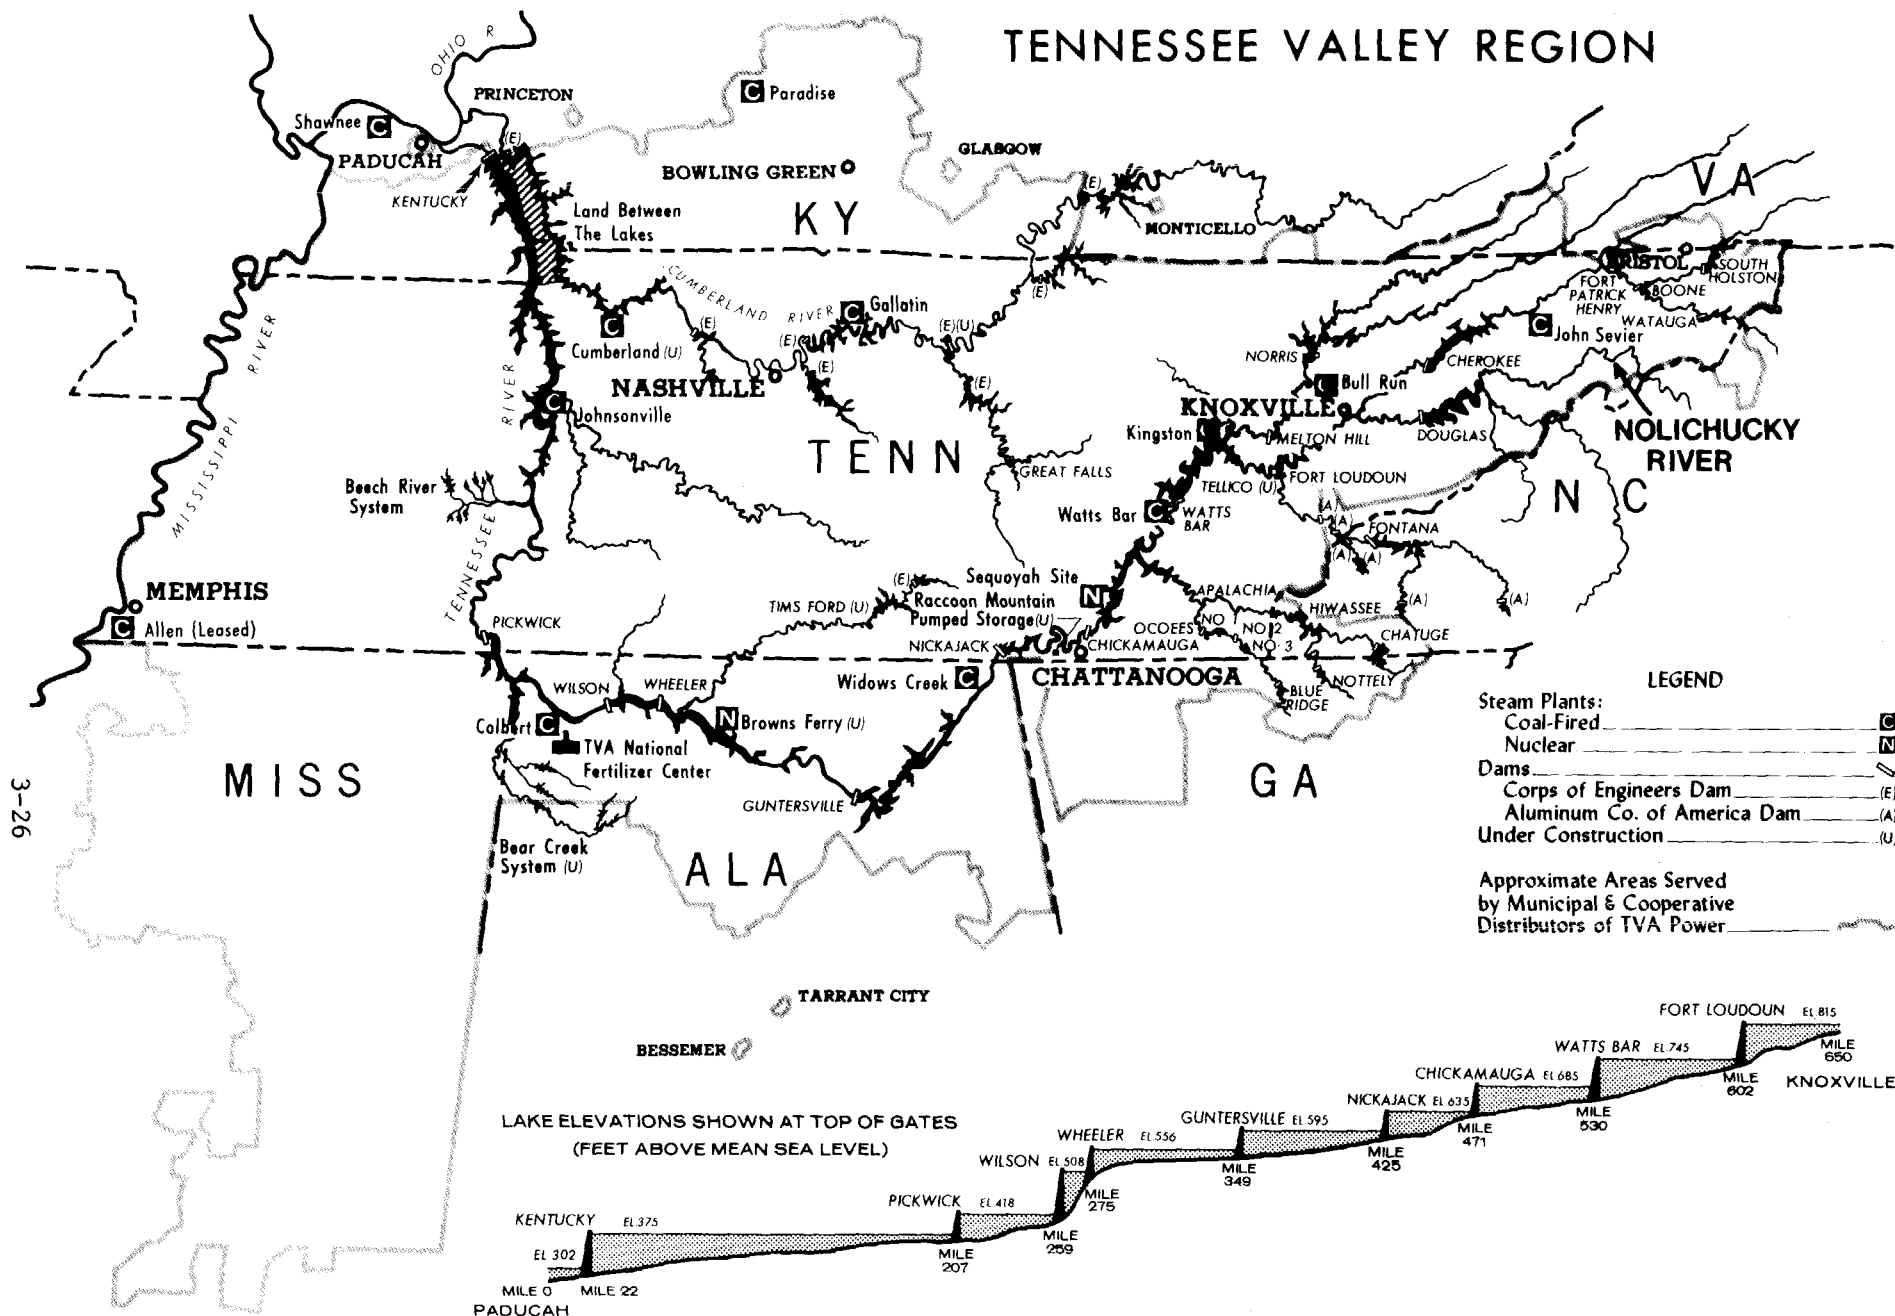 TENNESSEE VALLEY REGION
OHIO R
PRINCETON
C Paradise
Shawnee C
(E)
PADUCAH
GLASGOW
BOWLING GREEN
KENTUCKY
(E)
VA
Land Between
The Lakes
KY
MONTICELLO
BRISTOL
SOUTH
HOLSTON
CUMBERLAND RIVER
(E)
FORT
PATRICK
HENRY
BOONE
WATAUGA
C
Gallatin
C
Cumberland (U)
(E)
(E)
(E)(U)
C
John Sevier
NORRIS
CHEROKEE
MISSISSIPPI RIVER
NASHVILLE
(E)
(E)
C Bull Run
TENNESSEE RIVER
C
Johnsonville
KNOXVILLE
Kingston C
MELTON HILL
DOUGLAS
NOLICHUCKY
RIVER
TENN
GREAT FALLS
FORT LOUDOUN
TELLICO (U)
Beech River
System
N C
Watts Bar C
WATTS
BAR
(A)
(A)
FONTANA
(A)
(A)
Sequoyah Site
N
(E)
Raccoon Mountain
Pumped Storage (U)
TIMS FORD (U)
APALACHIA
HIWASSEE
(A)
(A)
MEMPHIS
C Allen (Leased)
PICKWICK
OCOEES
NO 1
NO 2
NO 3
CHATUGE
NICKAJACK
CHICKAMAUGA
CHATTANOOGA
Widows Creek C
NOTTELY
BLUE
RIDGE
WILSON
WHEELER
Colbert C
N Browns Ferry (U)
TVA National
Fertilizer Center
MISS
GUNTERSVILLE
GA
Bear Creek
System (U)
ALA
LEGEND
Steam Plants:
Coal-Fired C
Nuclear N
Dams
Corps of Engineers Dam (E)
Aluminum Co. of America Dam (A)
Under Construction (U)
Approximate Areas Served
by Municipal & Cooperative
Distributors of TVA Power
3-26
TARRANT CITY
BESSEMER
LAKE ELEVATIONS SHOWN AT TOP OF GATES
(FEET ABOVE MEAN SEA LEVEL)
FORT LOUDOUN EL. 815
WATTS BAR EL. 745
CHICKAMAUGA EL. 685
NICKAJACK EL. 635
GUNTERSVILLE EL. 595
WHEELER EL. 556
WILSON EL. 508
PICKWICK EL. 418
KENTUCKY EL. 375
EL 302
MILE 0
PADUCAH
MILE 22
MILE
207
MILE
259
MILE
275
MILE
349
MILE
425
MILE
471
MILE
530
MILE
602
MILE
650
KNOXVILLE